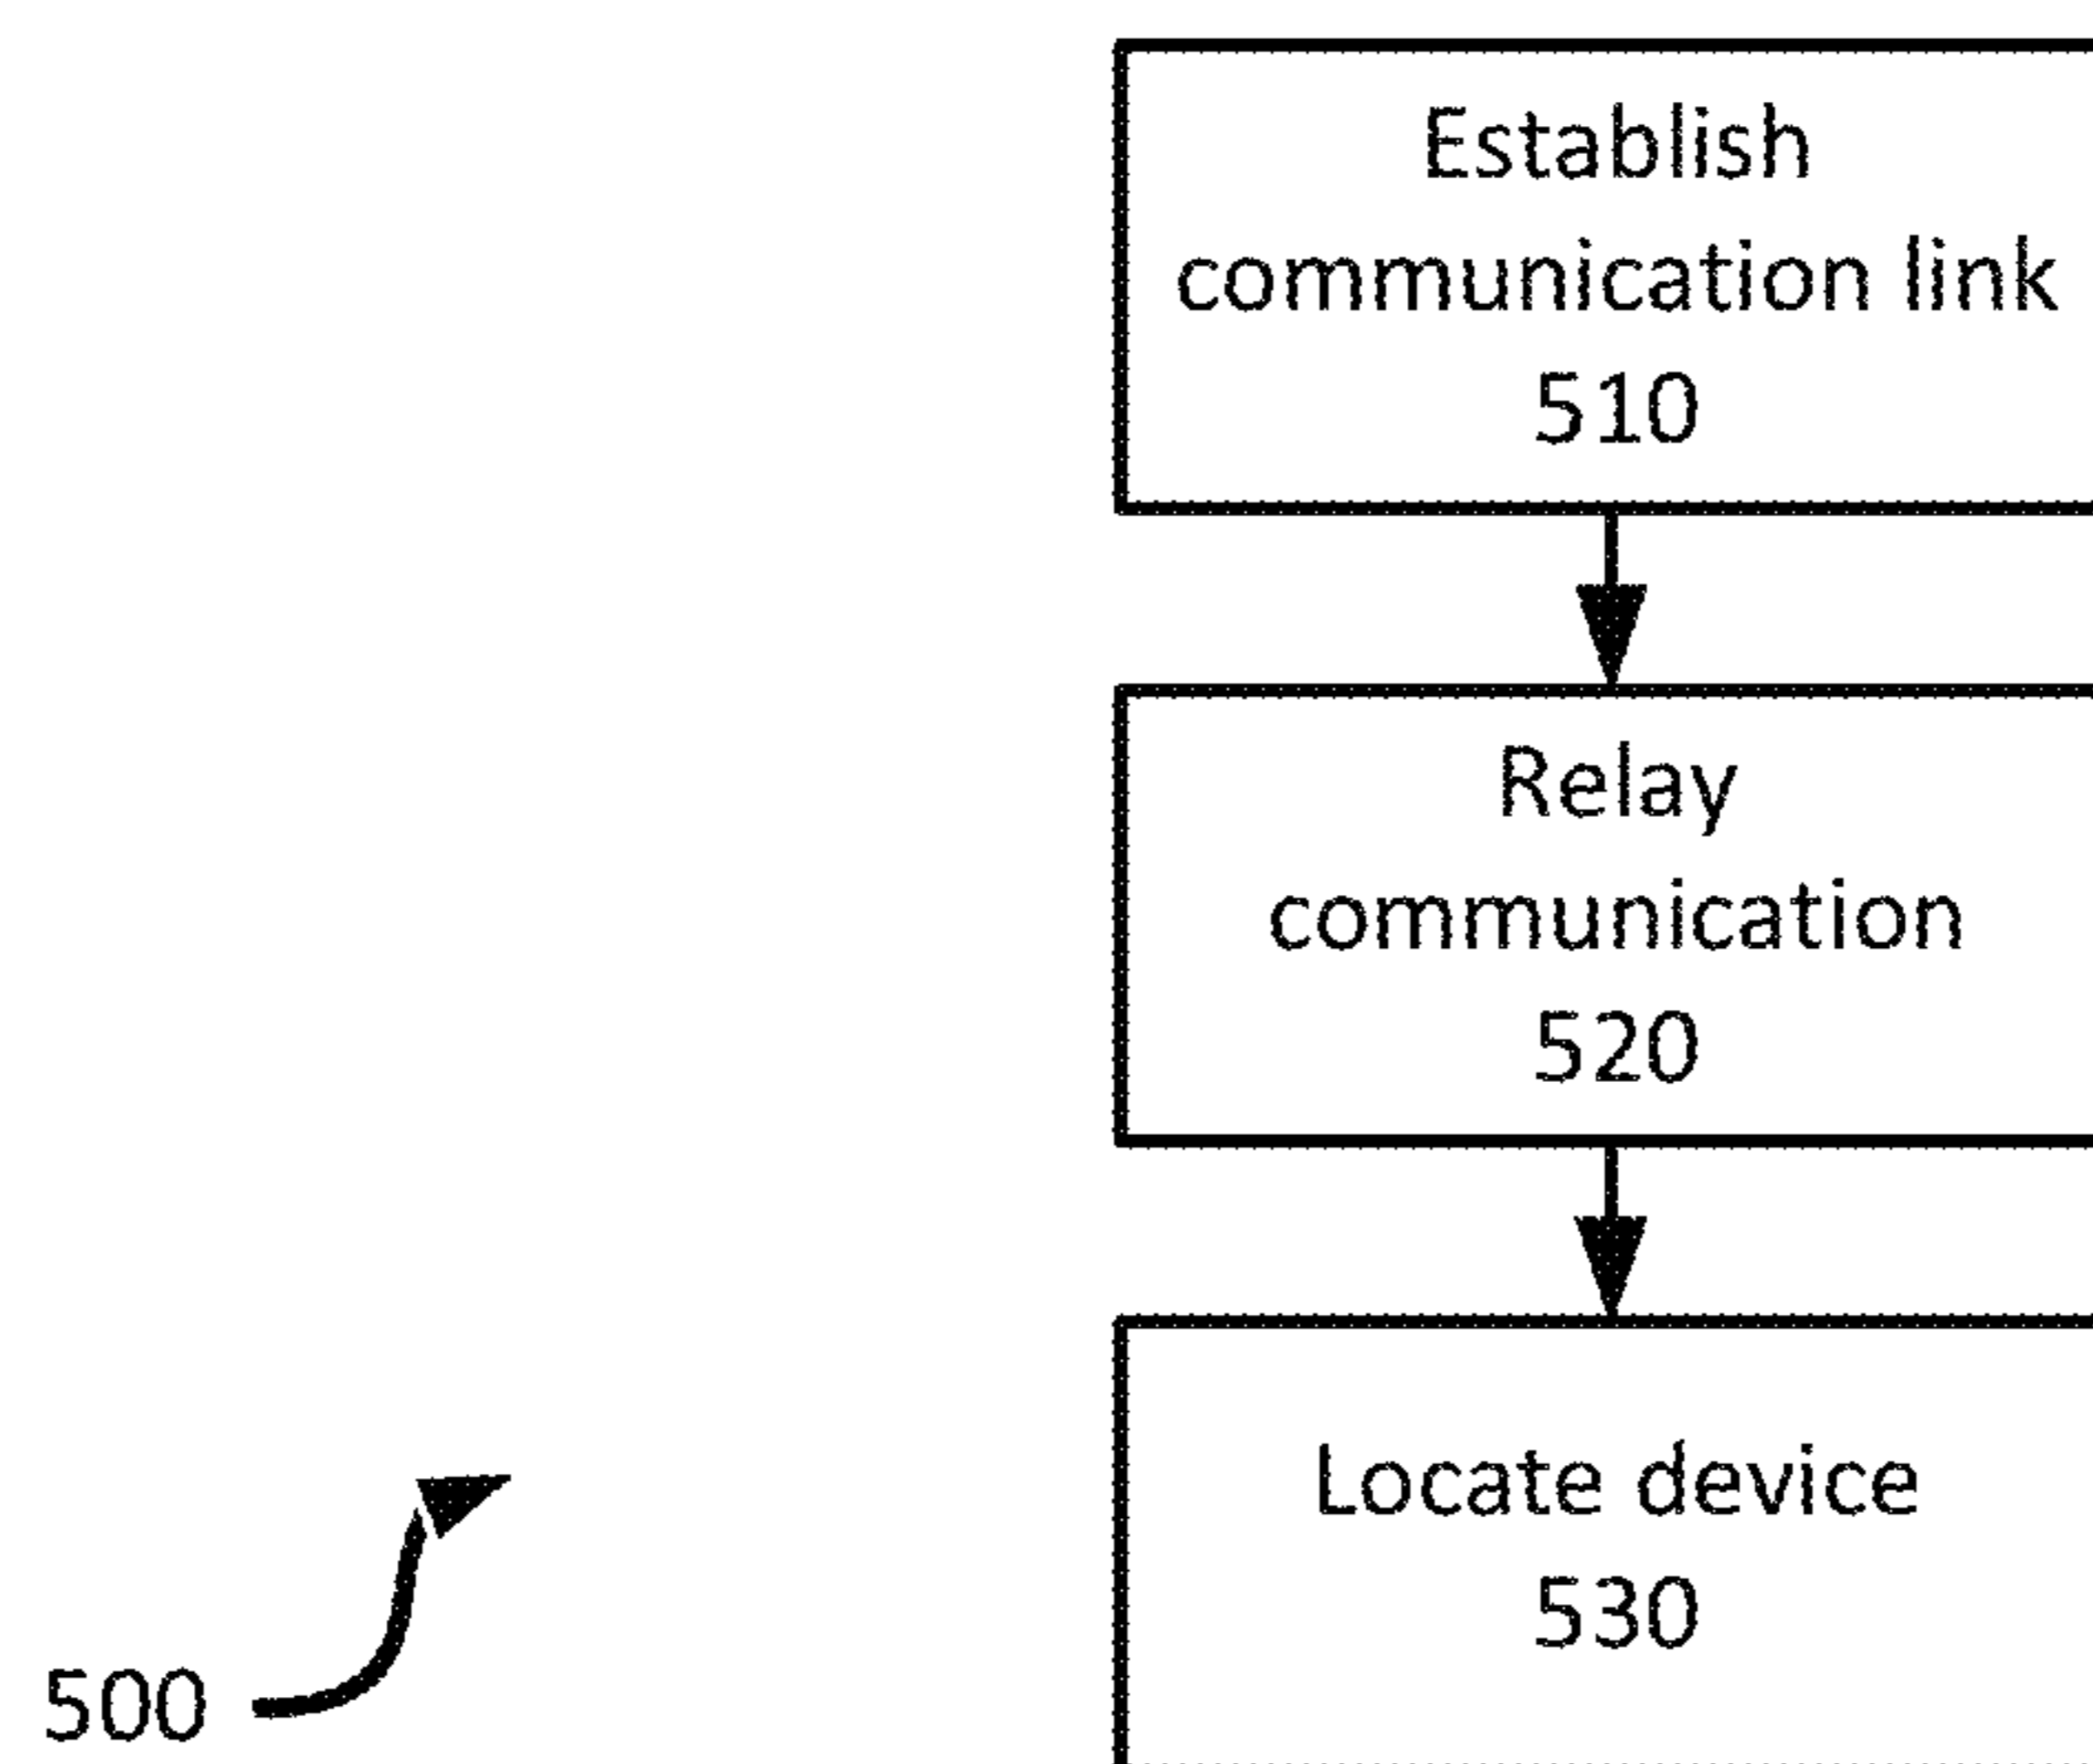 Establish
communication link
510
Relay
communication
520
Locate device
530
500